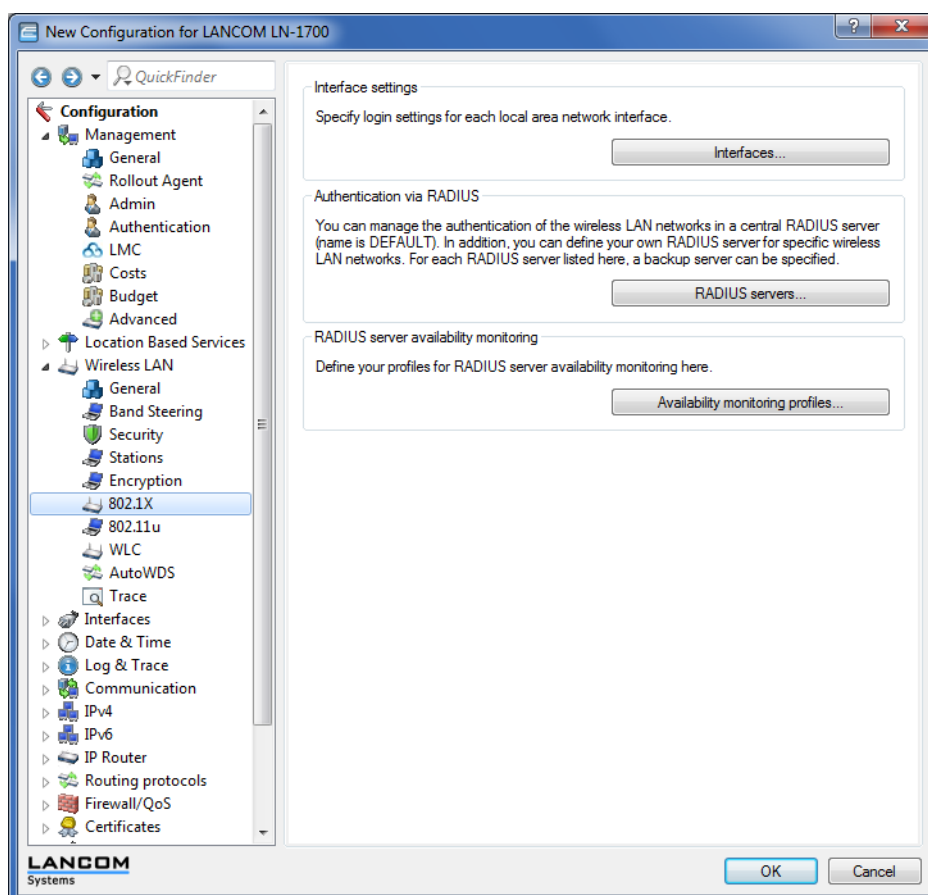 New Configuration for LANCOM LN-1700
QuickFinder
Configuration
Management
General
Rollout Agent
Admin
Authentication
LMC
Costs
Budget
Advanced
Location Based Services
Wireless LAN
General
Band Steering
Security
Stations
Encryption
802.1X
802.11u
WLC
AutoWDS
Trace
Interfaces
Date & Time
Log & Trace
Communication
IPv4
IPv6
IP Router
Routing protocols
Firewall/QoS
Certificates
LANCOM
Systems
Interface settings
Specify login settings for each local area network interface.
Interfaces...
Authentication via RADIUS
You can manage the authentication of the wireless LAN networks in a central RADIUS server
(name is DEFAULT). In addition, you can define your own RADIUS server for specific wireless
LAN networks. For each RADIUS server listed here, a backup server can be specified.
RADIUS servers...
RADIUS server availability monitoring
Define your profiles for RADIUS server availability monitoring here.
Availability monitoring profiles...
OK
Cancel